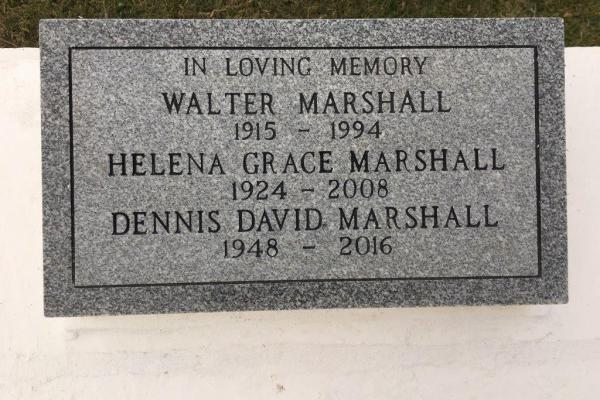 IN LOVING MEMORY
WALTER MARSHALL
1915 - 1994
HELENA GRACE MARSHALL
1924 - 2008
DENNIS DAVID MARSHALL
1948 - 2016